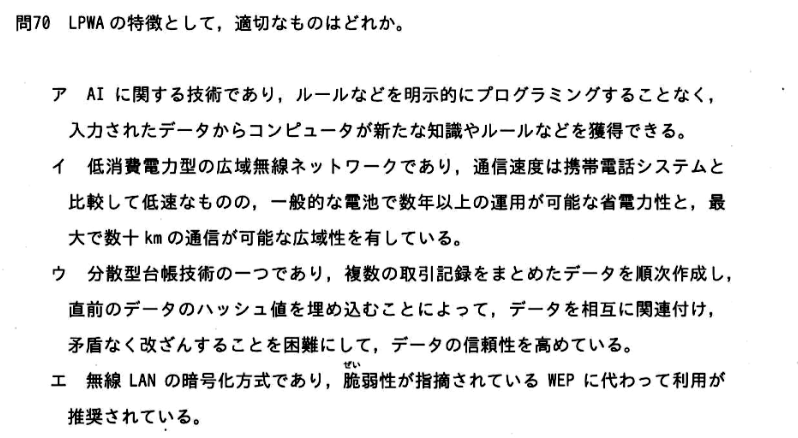 問70 LPWAの特徴として，適切なものはどれか。
ア AIに関する技術であり，ルールなどを明示的にプログラミングすることなく，
入力されたデータからコンピュータが新たな知識やルールなどを獲得できる。
イ 低消費電力型の広域無線ネットワークであり，通信速度は携帯電話システムと
比較して低速なものの，一般的な電池で数年以上の運用が可能な省電力性と，最
大で数十kmの通信が可能な広域性を有している。
ウ 分散型台帳技術の一つであり，複数の取引記録をまとめたデータを順次作成し，
直前のデータのハッシュ値を埋め込むことによって，データを相互に関連付け，
矛盾なく改ざんすることを困難にして，データの信頼性を高めている。
ぜい
エ 無線LANの暗号化方式であり，脆弱性が指摘されているWEPに代わって利用が
推奨されている。